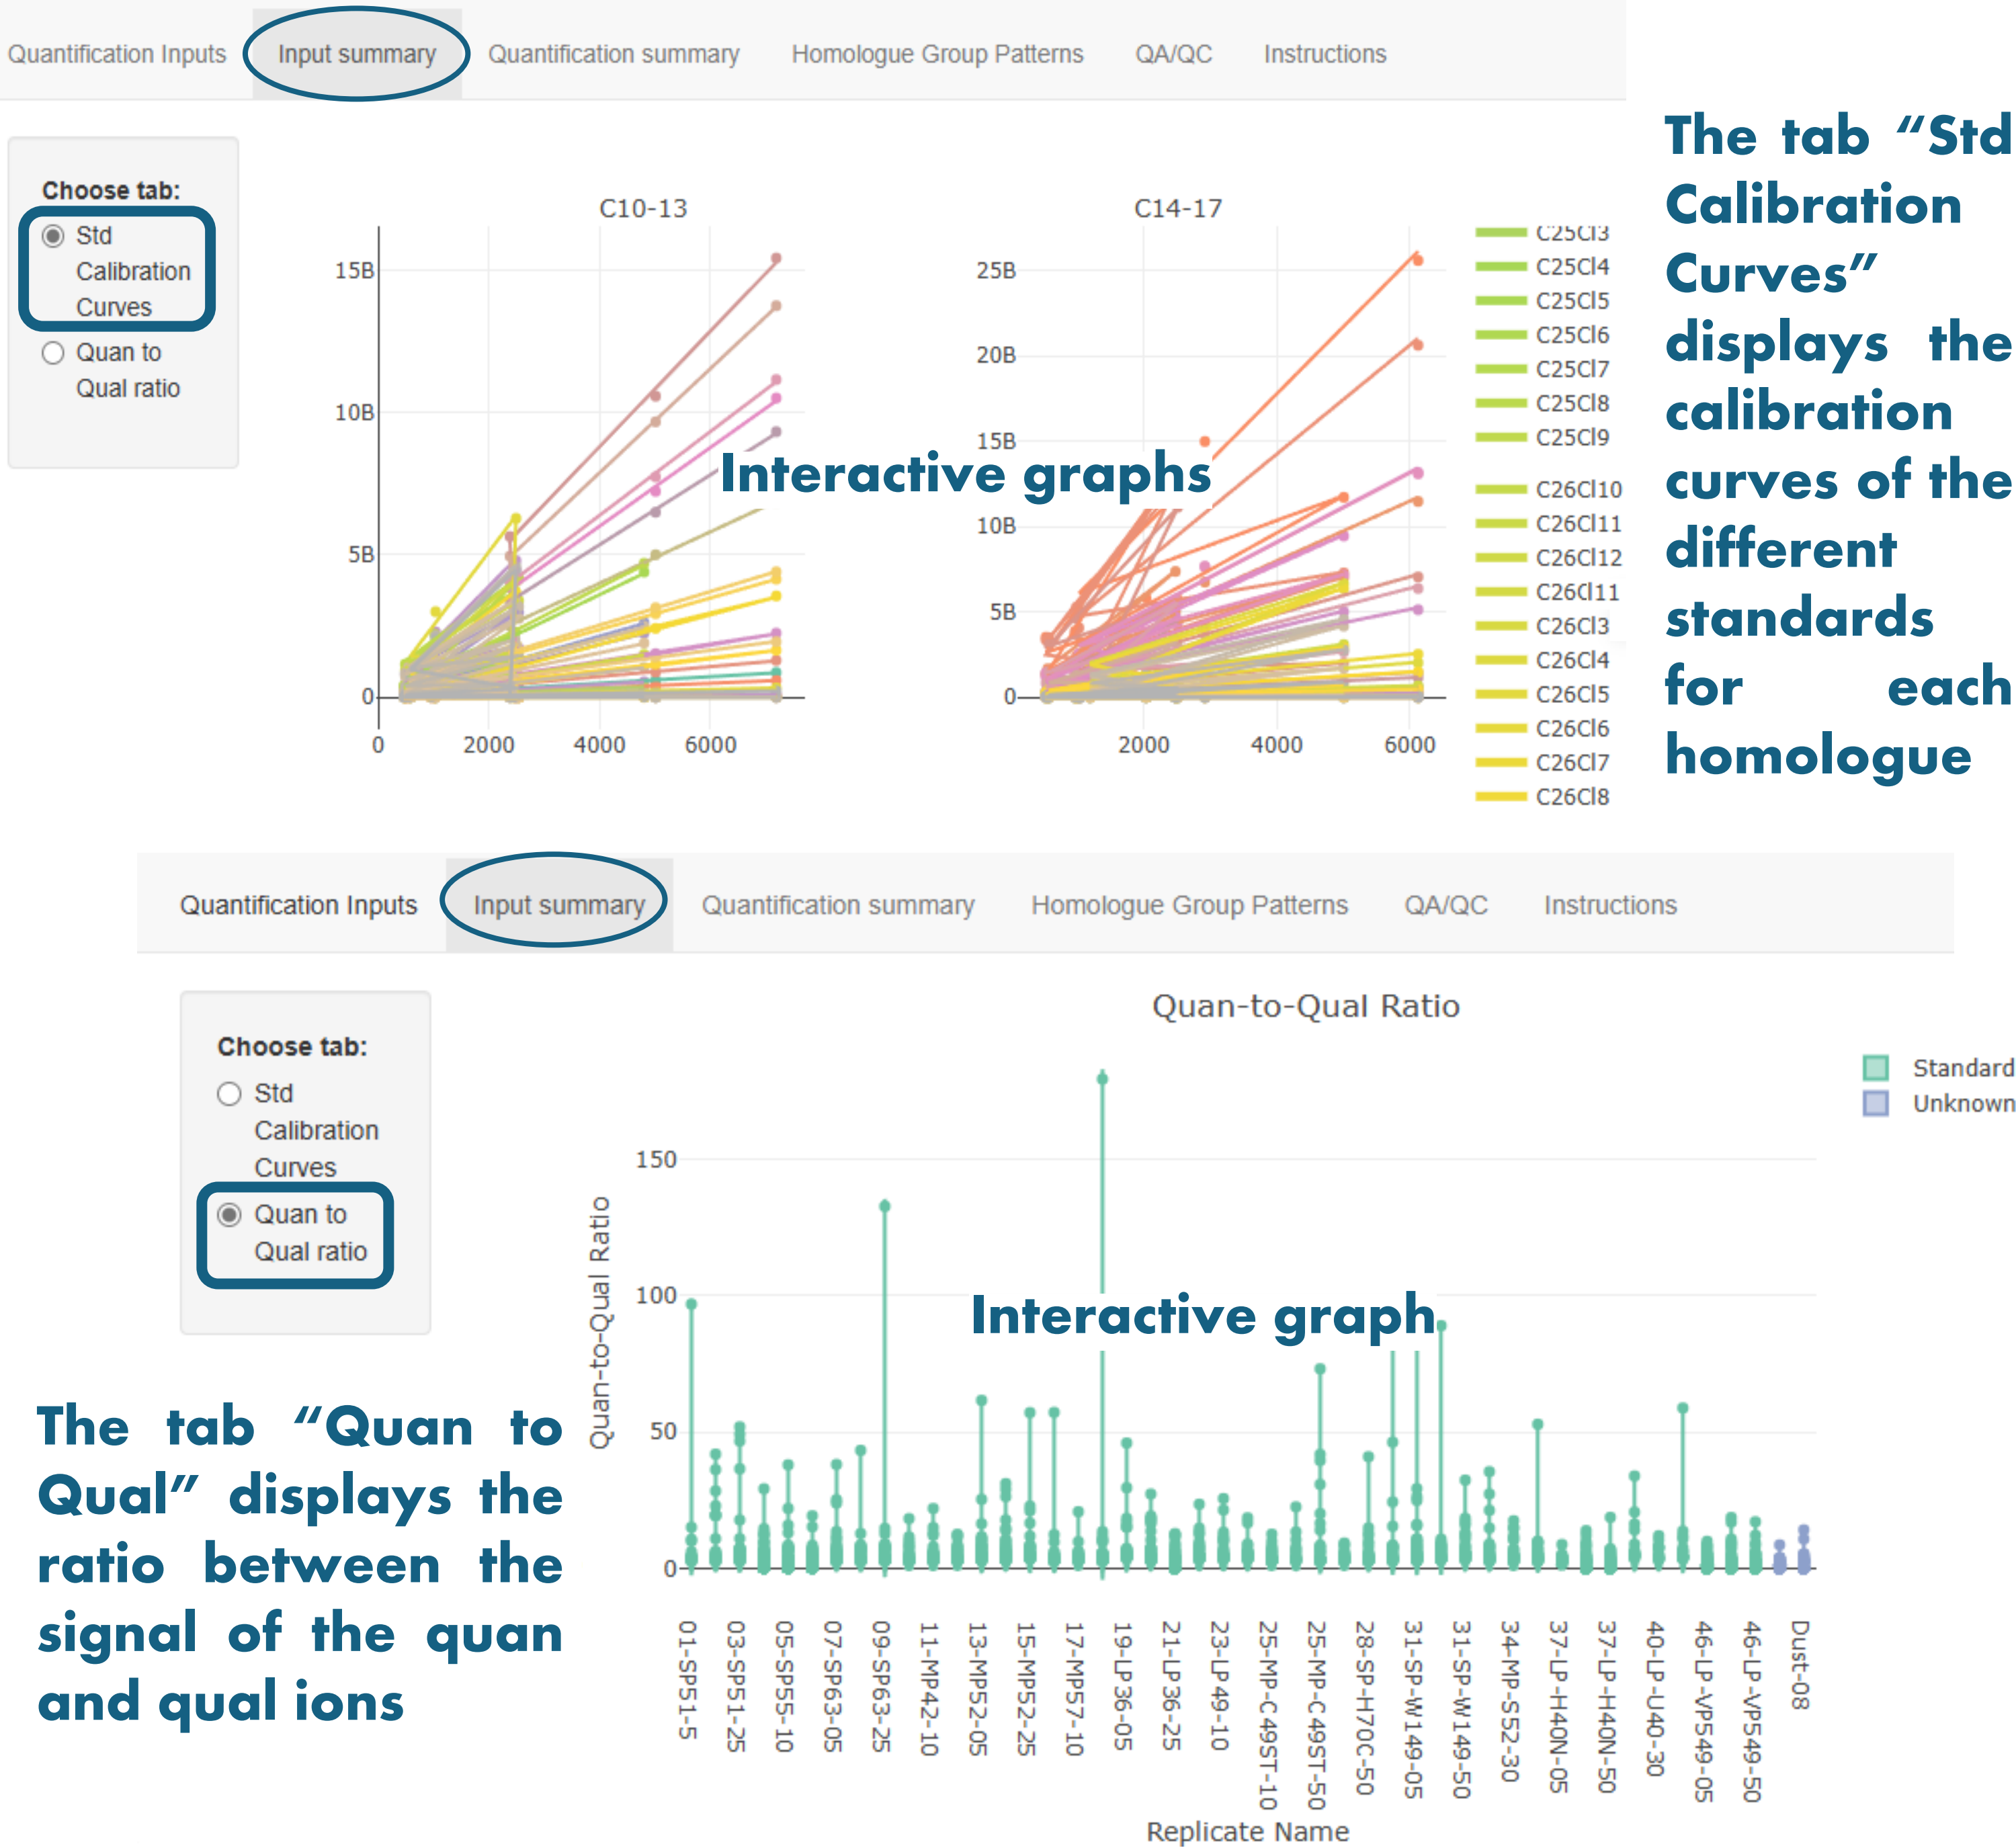 Quantification Inputs Input summary Quantification summary Homologue Group Patterns QA/QC Instructions
Choose tab:
Std
Calibration
Curves
Quan to
Qual ratio
C10-13
15B
10B
5B
0
0 2000 4000 6000
C14-17
25B
20B
15B
10B
5B
0
2000 4000 6000
Interactive graphs
C25Cl3
C25Cl4
C25Cl5
C25Cl6
C25Cl7
C25Cl8
C25Cl9
C26Cl10
C26Cl11
C26Cl12
C26Cl11
C26Cl3
C26Cl4
C26Cl5
C26Cl6
C26Cl7
C26Cl8
The tab “Std
Calibration
Curves”
displays the
calibration
curves of the
different
standards
for each
homologue
Quantification Inputs Input summary Quantification summary Homologue Group Patterns QA/QC Instructions
Choose tab:
Std
Calibration
Curves
Quan to
Qual ratio
The tab “Quan to
Qual” displays the
ratio between the
signal of the quan
and qual ions
Quan-to-Qual Ratio
Standard
Unknown
Quan-to-Qual Ratio
150
100
50
0
Interactive graph
01-SP51-5
03-SP51-25
05-SP55-10
07-SP63-05
09-SP63-25
11-MP42-10
13-MP52-05
15-MP52-25
17-MP57-10
19-LP36-05
21-LP36-25
23-LP49-10
25-MP-C49ST-10
25-MP-C49ST-50
28-SP-H70C-50
31-SP-W149-05
31-SP-W149-50
34-MP-S52-30
37-LP-H40N-05
37-LP-H40N-50
40-LP-U40-30
46-LP-VP549-05
46-LP-VP549-50
Dust-08
Replicate Name